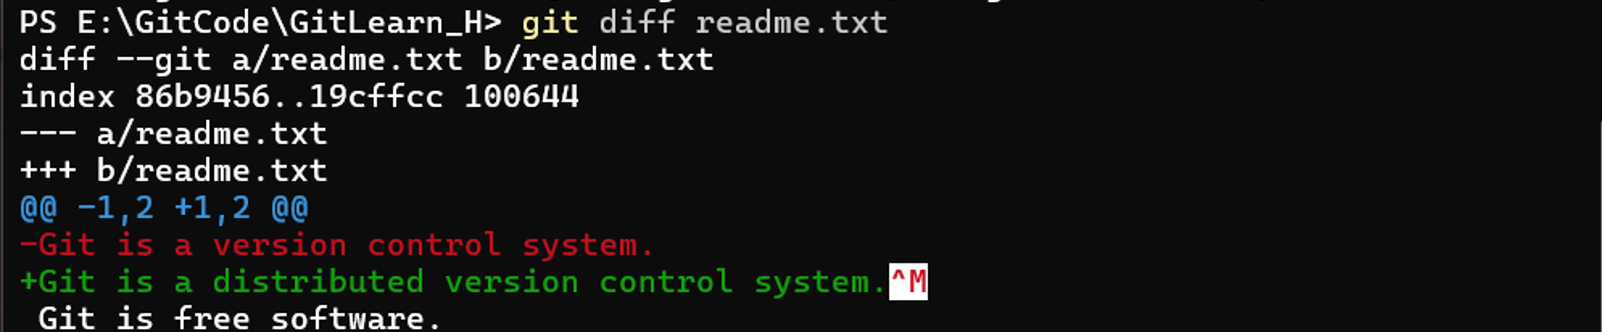 PS E:\GitCode\GitLearn_H> git diff readme.txt
diff --git a/readme.txt b/readme.txt
index 86b9456..19cffcc 100644
--- a/readme.txt
+++ b/readme.txt
@@ -1,2 +1,2 @@
-Git is a version control system.
+Git is a distributed version control system.^M
 Git is free software.